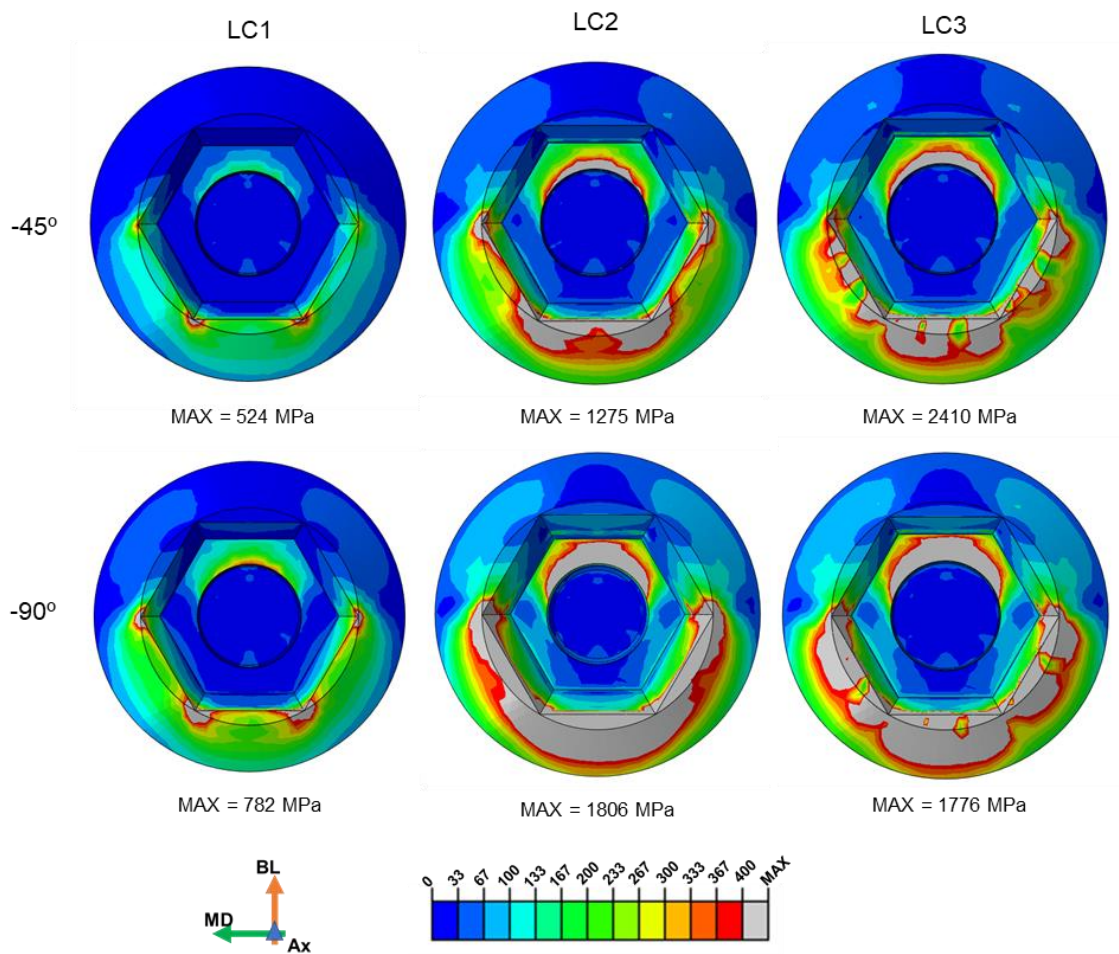 LC1 LC2 LC3
-45º
MAX = 524 MPa MAX = 1275 MPa MAX = 2410 MPa
-90º
MAX = 782 MPa MAX = 1806 MPa MAX = 1776 MPa
BL
MD
Ax
0 33 67 100 133 167 200 233 267 300 333 367 400 MAX